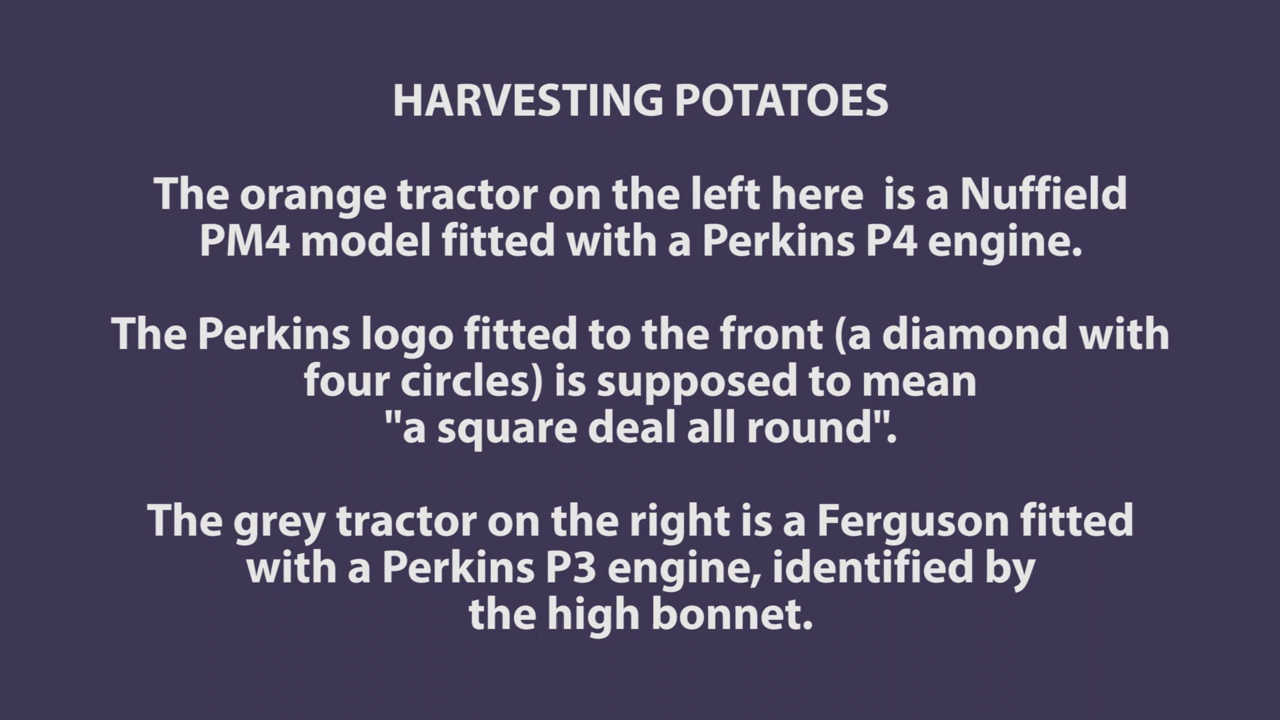 HARVESTING POTATOES
The orange tractor on the left here  is a Nuffield
PM4 model fitted with a Perkins P4 engine.
The Perkins logo fitted to the front (a diamond with
four circles) is supposed to mean
"a square deal all round".
The grey tractor on the right is a Ferguson fitted
with a Perkins P3 engine, identified by
the high bonnet.